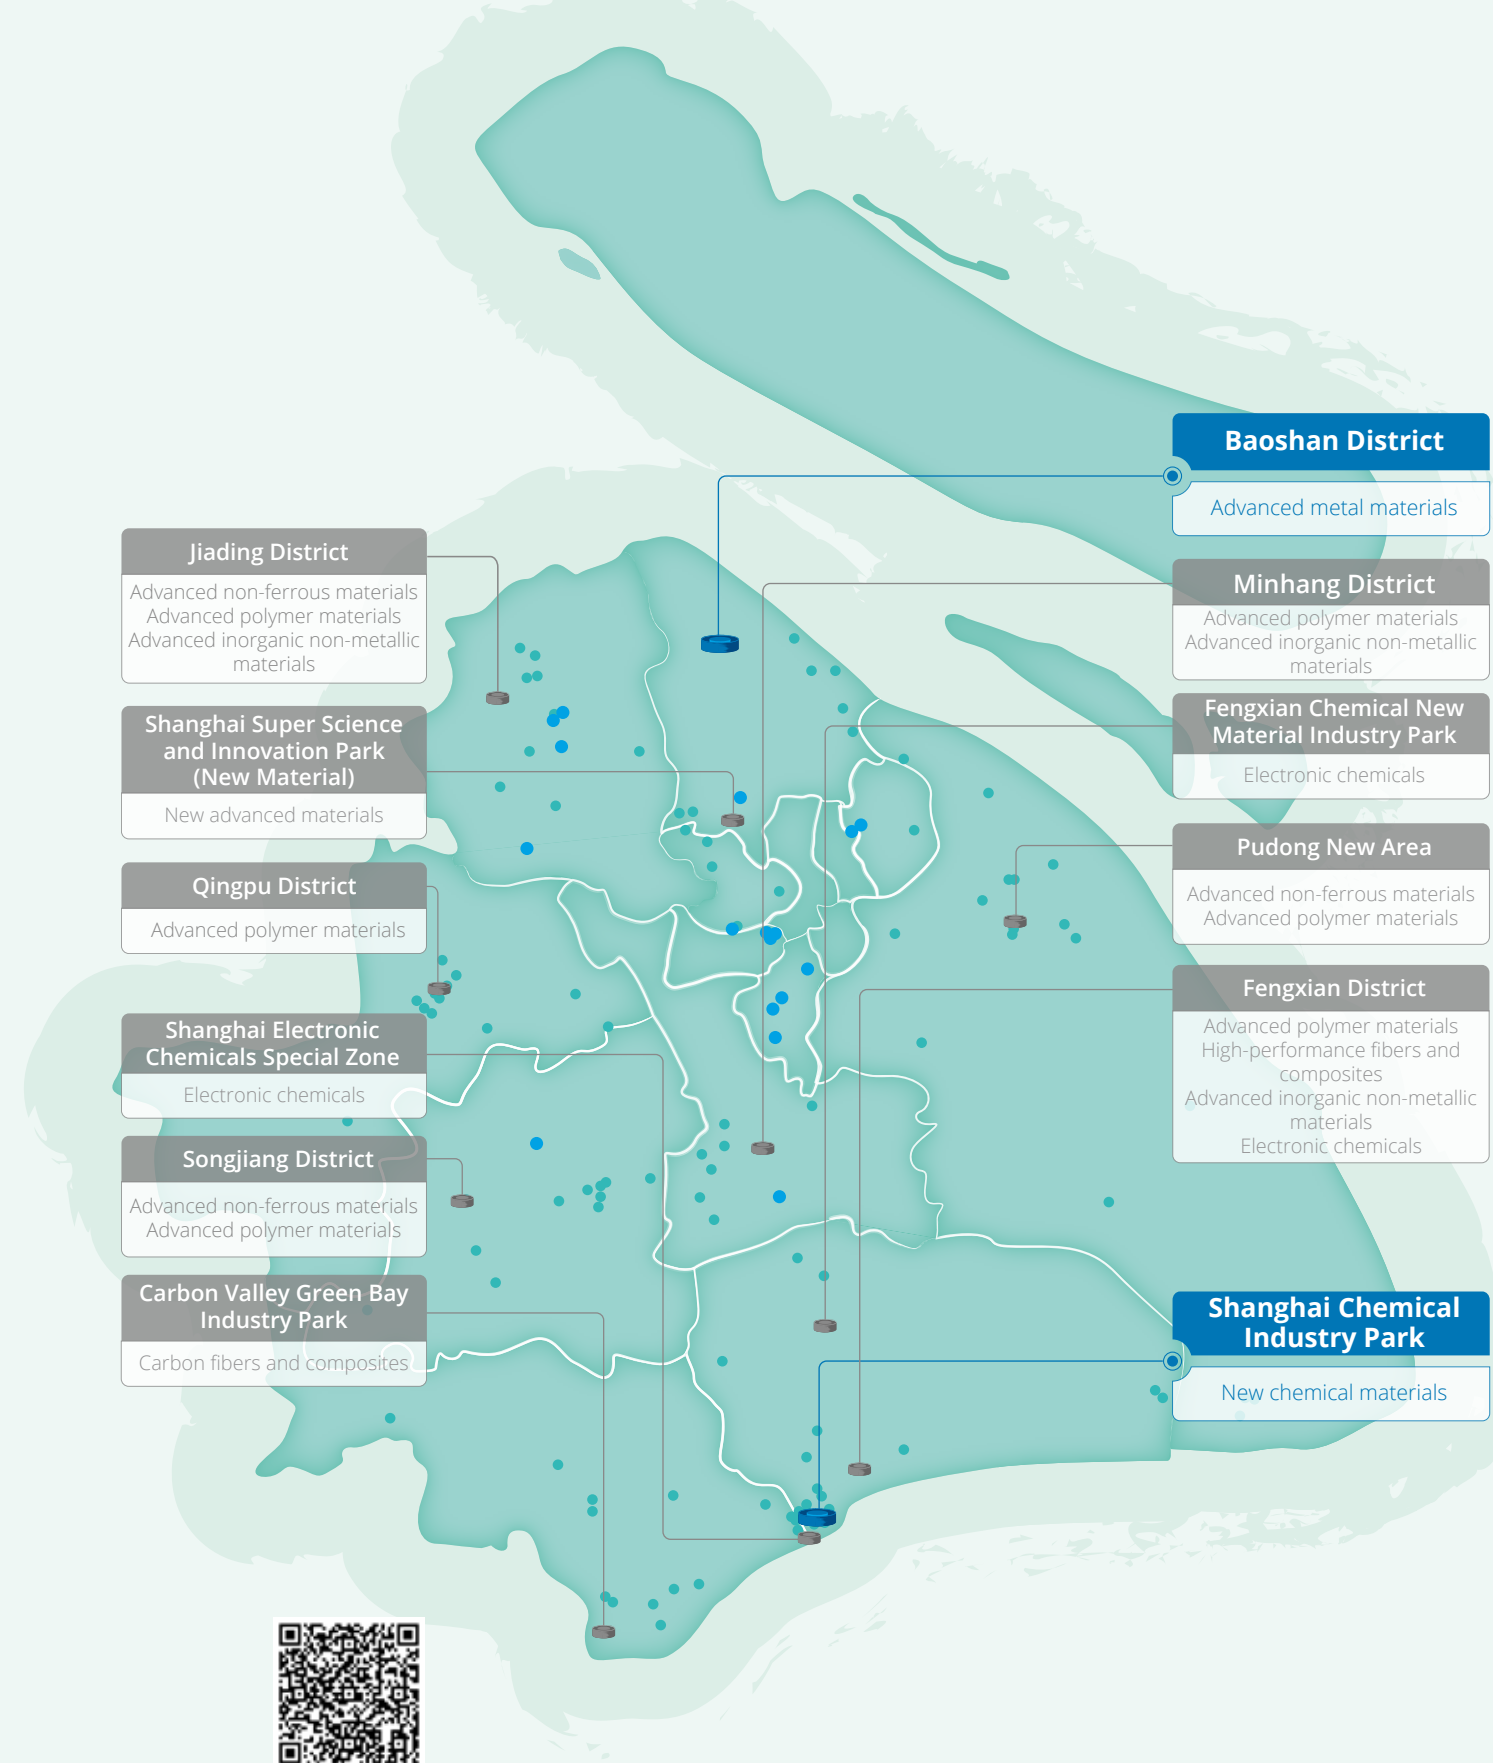 Baoshan District
Advanced metal materials
Jiading District
Advanced non-ferrous materials
Advanced polymer materials
Advanced inorganic non-metallic
materials
Minhang District
Advanced polymer materials
Advanced inorganic non-metallic
materials
Shanghai Super Science
and Innovation Park
(New Material)
New advanced materials
Fengxian Chemical New
Material Industry Park
Electronic chemicals
Qingpu District
Advanced polymer materials
Pudong New Area
Advanced non-ferrous materials
Advanced polymer materials
Shanghai Electronic
Chemicals Special Zone
Electronic chemicals
Fengxian District
Advanced polymer materials
High-performance fibers and
composites
Advanced inorganic non-metallic
materials
Electronic chemicals
Songjiang District
Advanced non-ferrous materials
Advanced polymer materials
Carbon Valley Green Bay
Industry Park
Carbon fibers and composites
Shanghai Chemical
Industry Park
New chemical materials